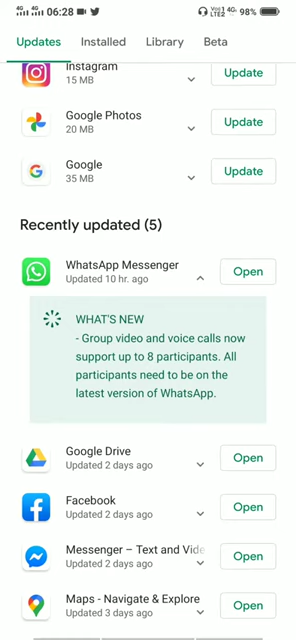 4G 4G 06:28 98%
Updates Installed Library Beta
Instagram
15 MB
Update
Google Photos
20 MB
Update
Google
35 MB
Update
Recently updated (5)
WhatsApp Messenger
Updated 10 hr. ago
Open
WHAT'S NEW
- Group video and voice calls now
support up to 8 participants. All
participants need to be on the
latest version of WhatsApp.
Google Drive
Updated 2 days ago
Open
Facebook
Updated 2 days ago
Open
Messenger – Text and Vide
Updated 2 days ago
Open
Maps - Navigate & Explore
Updated 3 days ago
Open